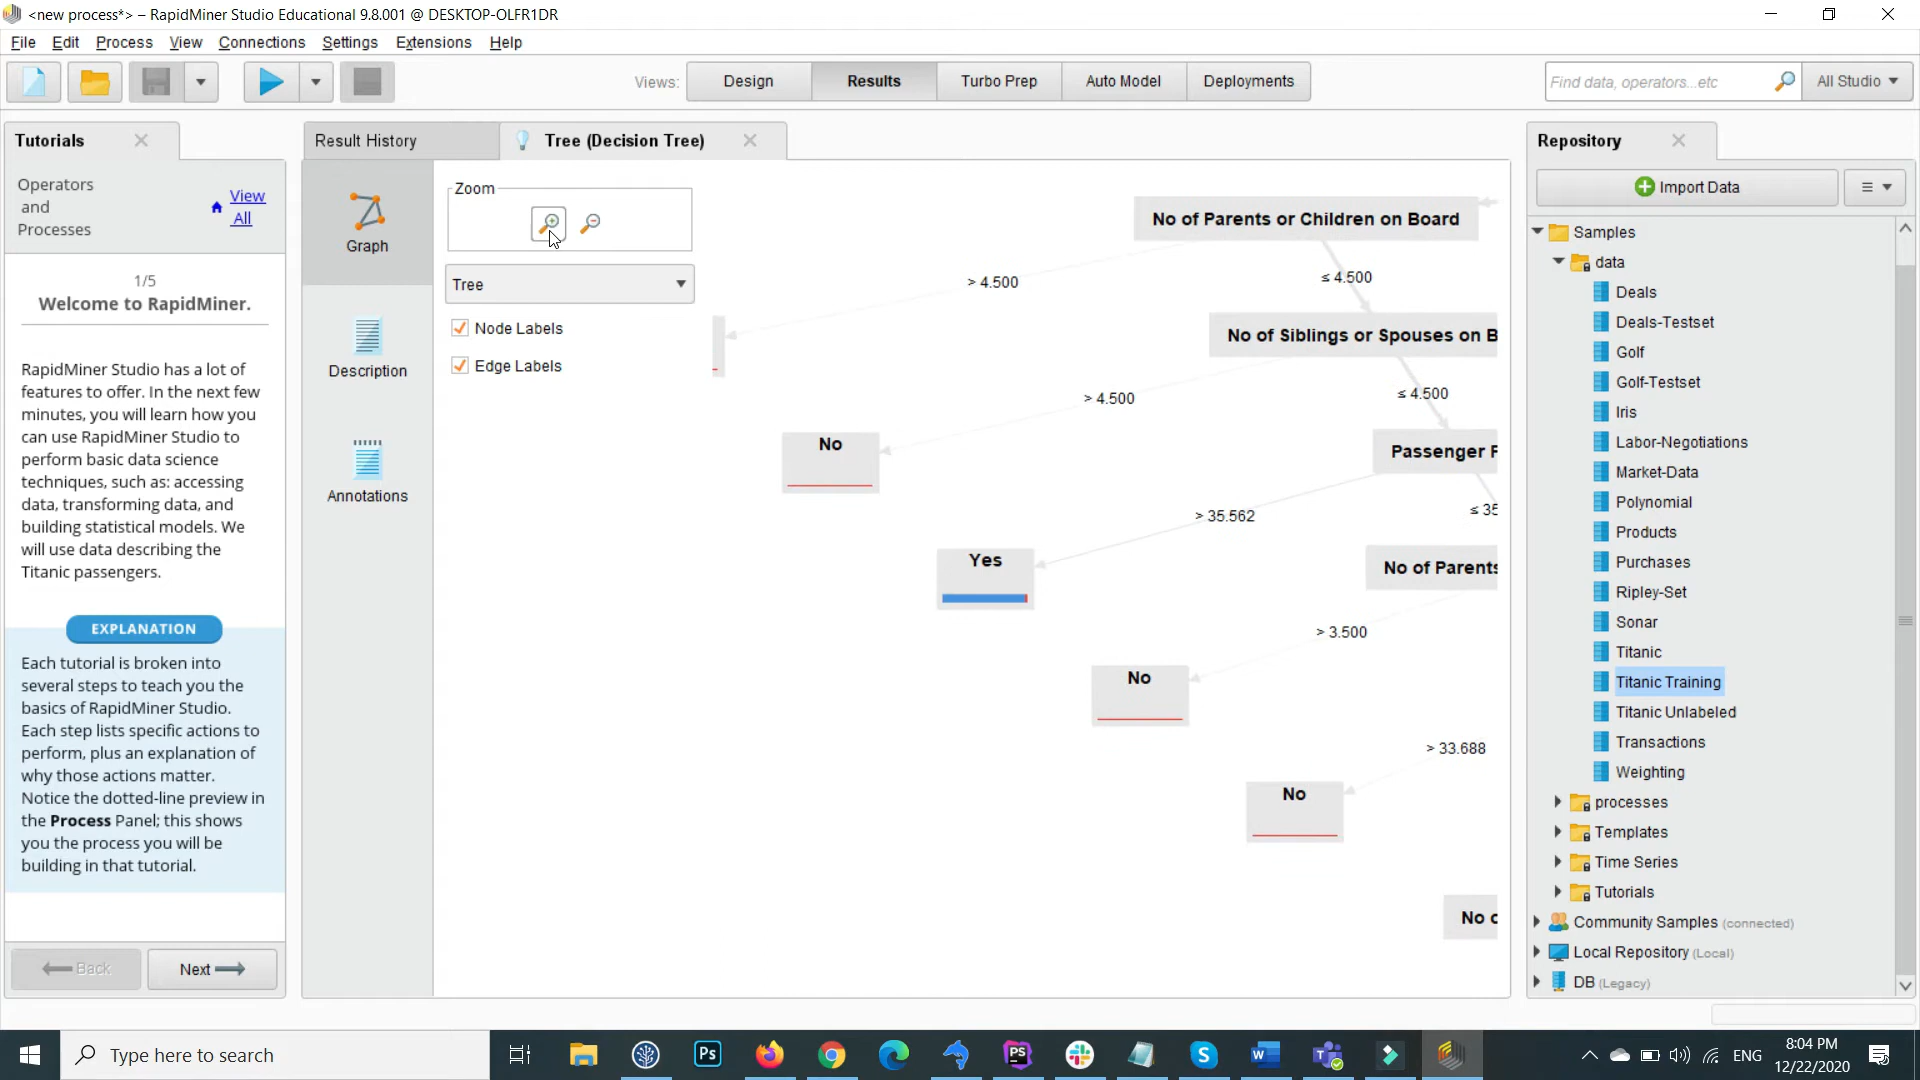 <new process*> – RapidMiner Studio Educational 9.8.001 @ DESKTOP-OLFR1DR
File Edit Process View Connections Settings Extensions Help
Views: Design Results Turbo Prep Auto Model Deployments
Find data, operators...etc
All Studio
Tutorials
Operators
and
Processes
View
All
1/5
Welcome to RapidMiner.
RapidMiner Studio has a lot of
features to offer. In the next few
minutes, you will learn how you
can use RapidMiner Studio to
perform basic data science
techniques, such as: accessing
data, transforming data, and
building statistical models. We
will use data describing the
Titanic passengers.
EXPLANATION
Each tutorial is broken into
several steps to teach you the
basics of RapidMiner Studio.
Each step lists specific actions to
perform, plus an explanation of
why those actions matter.
Notice the dotted-line preview in
the Process Panel; this shows
you the process you will be
building in that tutorial.
Back
Next
Result History
Tree (Decision Tree)
Graph
Description
Annotations
Zoom
Tree
Node Labels
Edge Labels
No of Parents or Children on Board
> 4.500
≤ 4.500
No of Siblings or Spouses on B
> 4.500
≤ 4.500
No
Passenger F
> 35.562
≤ 35
Yes
No of Parents
> 3.500
No
> 33.688
No
No o
Repository
Import Data
Samples
data
Deals
Deals-Testset
Golf
Golf-Testset
Iris
Labor-Negotiations
Market-Data
Polynomial
Products
Purchases
Ripley-Set
Sonar
Titanic
Titanic Training
Titanic Unlabeled
Transactions
Weighting
processes
Templates
Time Series
Tutorials
Community Samples (connected)
Local Repository (Local)
DB (Legacy)
Type here to search
Ps
PS
S
W
ENG
8:04 PM
12/22/2020